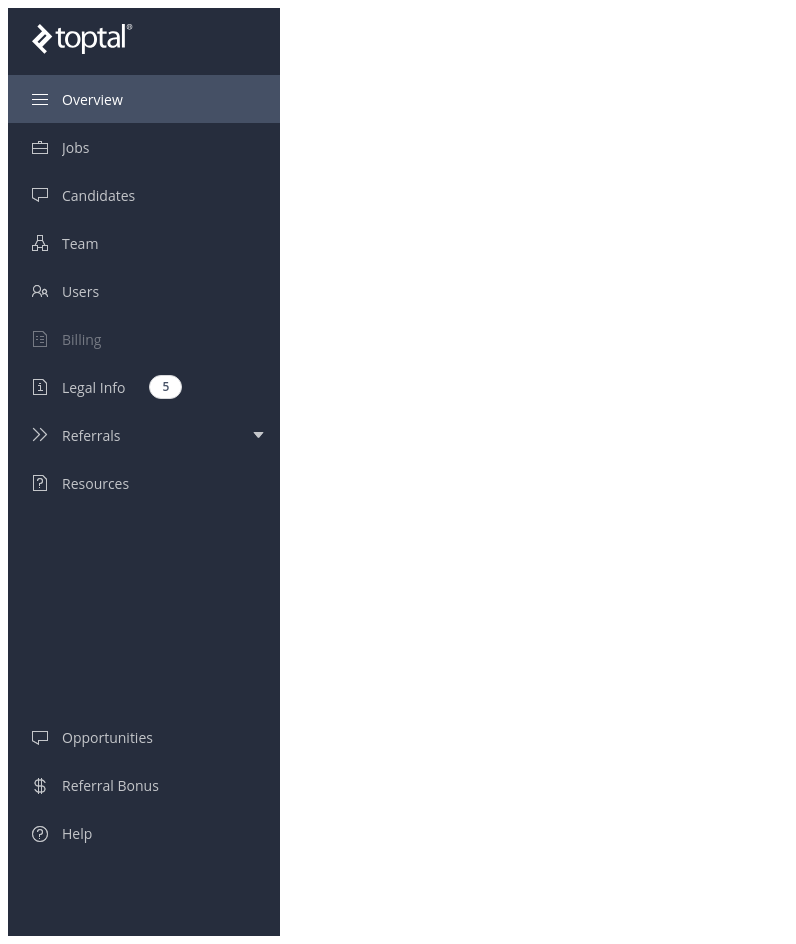 toptal®
Overview
Jobs
Candidates
Team
Users
Billing
Legal Info 5
Referrals
Resources
Opportunities
Referral Bonus
Help